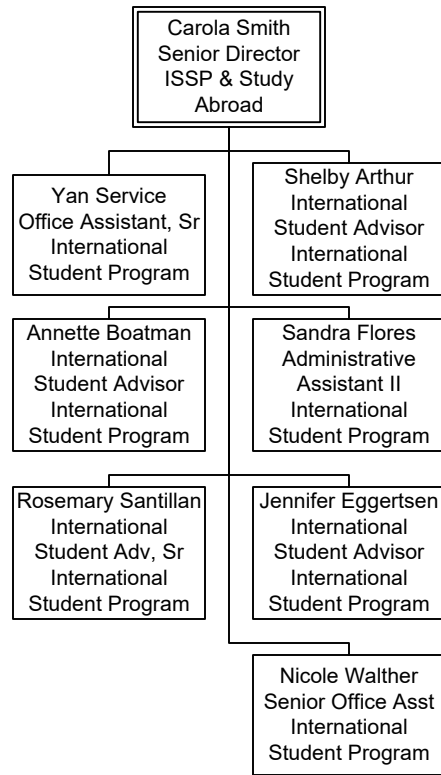 Carola Smith
Senior Director
ISSP & Study
Abroad
Yan Service
Office Assistant, Sr
International
Student Program
Shelby Arthur
International
Student Advisor
International
Student Program
Annette Boatman
International
Student Advisor
International
Student Program
Sandra Flores
Administrative
Assistant II
International
Student Program
Rosemary Santillan
International
Student Adv, Sr
International
Student Program
Jennifer Eggertsen
International
Student Advisor
International
Student Program
Nicole Walther
Senior Office Asst
International
Student Program